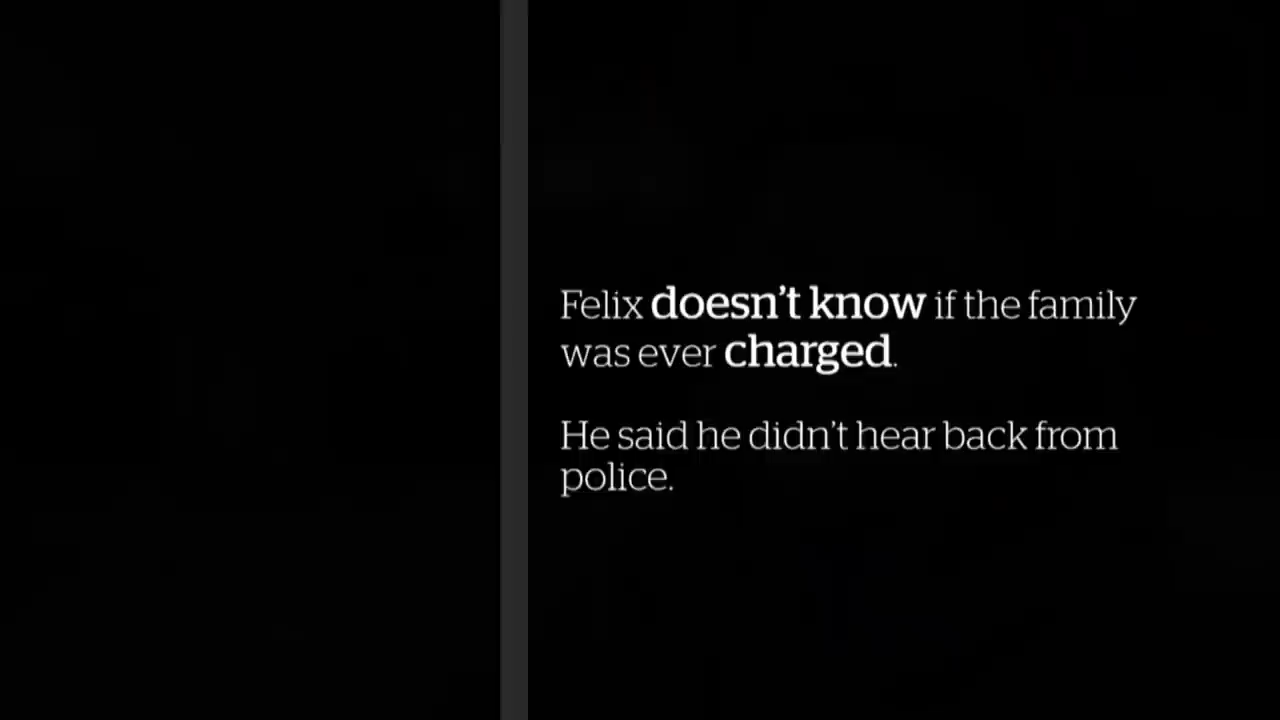 Felix doesn't know if the family
was ever charged.
He said he didn't hear back from
police.